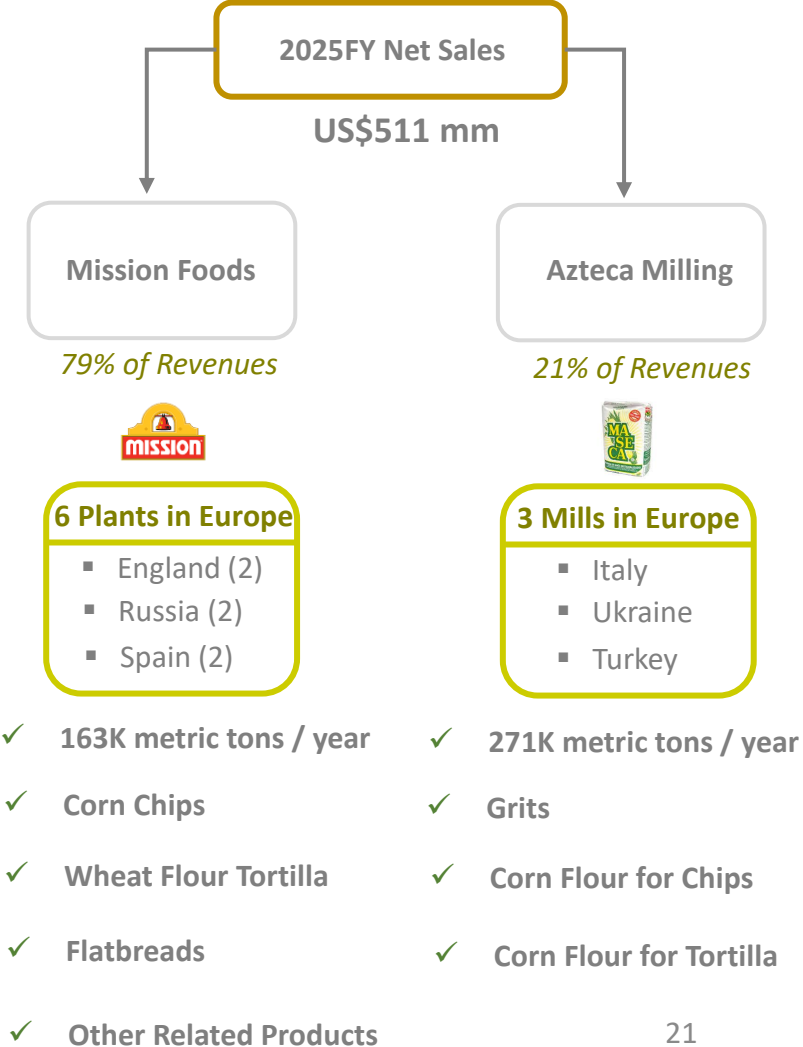 2025FY Net Sales
US$511 mm
Mission Foods
79% of Revenues
MISSION
6 Plants in Europe
▪ England (2)
▪ Russia (2)
▪ Spain (2)
✓ 163K metric tons / year
✓ Corn Chips
✓ Wheat Flour Tortilla
✓ Flatbreads
✓ Other Related Products
Azteca Milling
21% of Revenues
MA
SE
CA
3 Mills in Europe
▪ Italy
▪ Ukraine
▪ Turkey
✓ 271K metric tons / year
✓ Grits
✓ Corn Flour for Chips
✓ Corn Flour for Tortilla
21